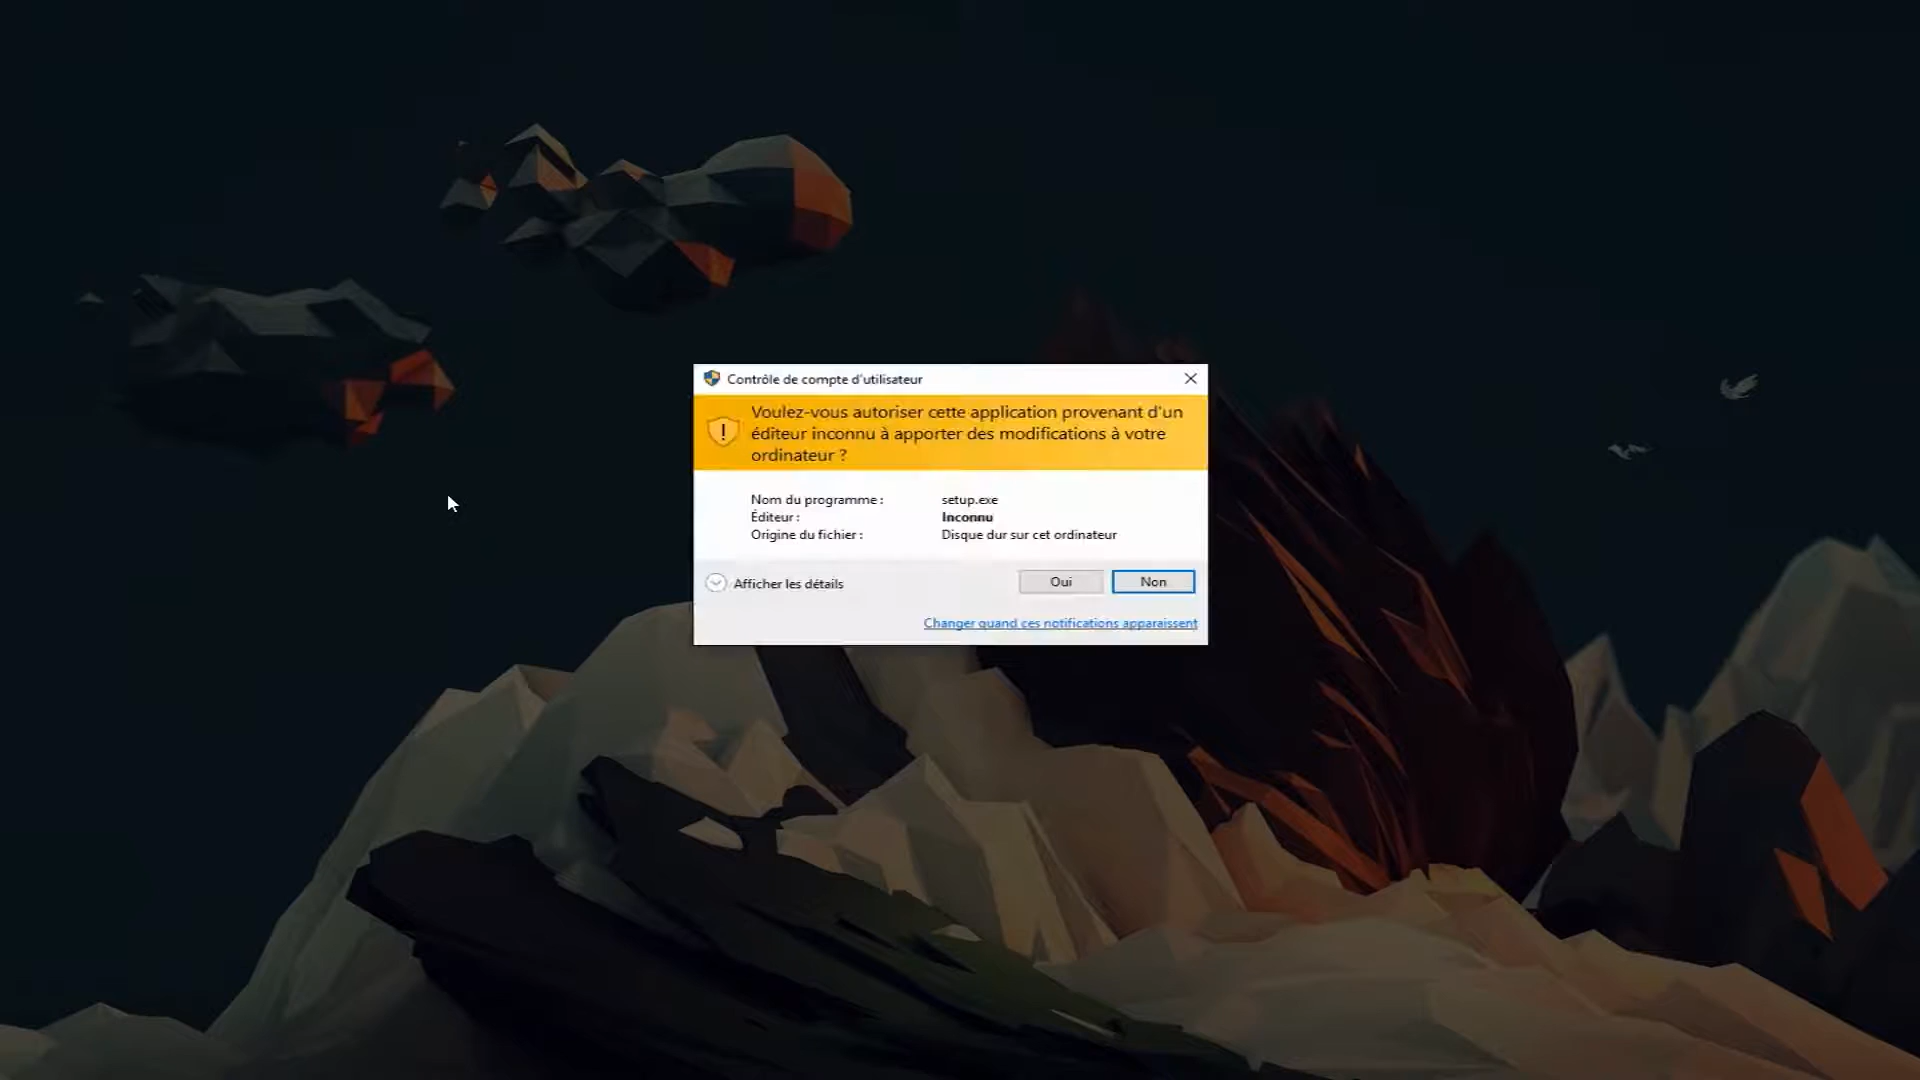 Contrôle de compte d'utilisateur
Voulez-vous autoriser cette application provenant d'un
éditeur inconnu à apporter des modifications à votre
ordinateur ?
Nom du programme : setup.exe
Éditeur : Inconnu
Origine du fichier : Disque dur sur cet ordinateur
Afficher les détails Oui Non
Changer quand ces notifications apparaissent